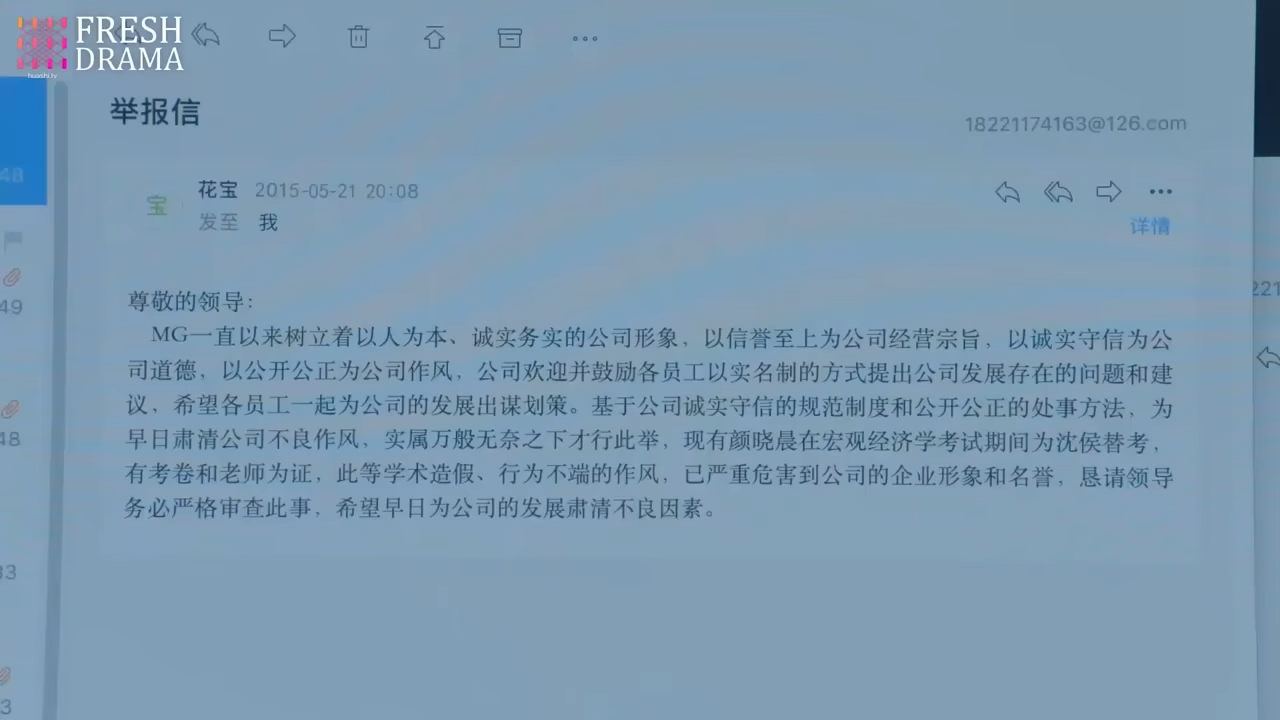 FRESH
DRAMA
huashi.tv
举报信
18221174163@126.com
48
宝
花宝 2015-05-21 20:08
发至 我
详情
49
221
尊敬的领导：
MG一直以来树立着以人为本、诚实务实的公司形象，以信誉至上为公司经营宗旨，以诚实守信为公
司道德，以公开公正为公司作风，公司欢迎并鼓励各员工以实名制的方式提出公司发展存在的问题和建
议，希望各员工一起为公司的发展出谋划策。基于公司诚实守信的规范制度和公开公正的处事方法，为
48
早日肃清公司不良作风，实属万般无奈之下才行此举，现有颜晓晨在宏观经济学考试期间为沈侯替考，
有考卷和老师为证，此等学术造假、行为不端的作风，已严重危害到公司的企业形象和名誉，恳请领导
务必严格审查此事，希望早日为公司的发展肃清不良因素。
33
3